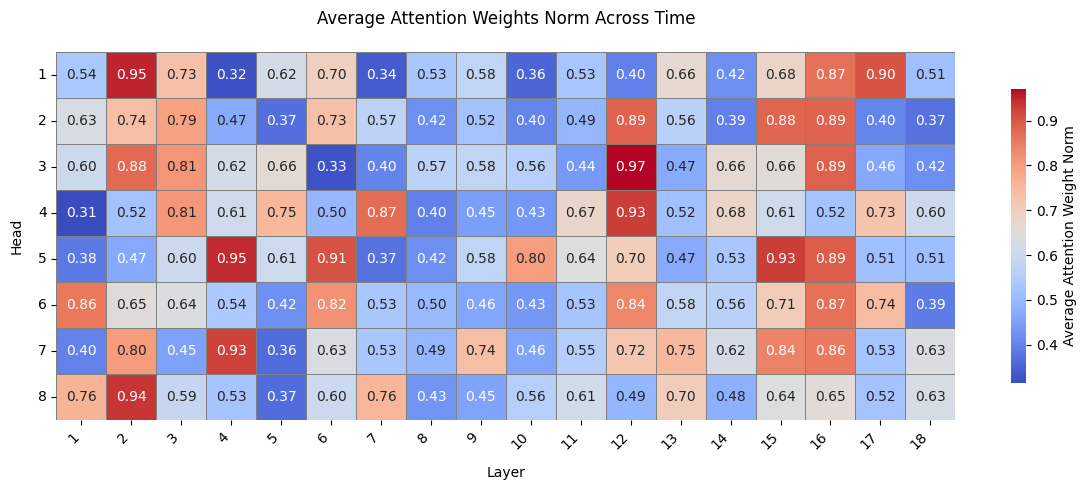 Average Attention Weights Norm Across Time
1 0.54 0.95 0.73 0.32 0.62 0.70 0.34 0.53 0.58 0.36 0.53 0.40 0.66 0.42 0.68 0.87 0.90 0.51
2 0.63 0.74 0.79 0.47 0.37 0.73 0.57 0.42 0.52 0.40 0.49 0.89 0.56 0.39 0.88 0.89 0.40 0.37
3 0.60 0.88 0.81 0.62 0.66 0.33 0.40 0.57 0.58 0.56 0.44 0.97 0.47 0.66 0.66 0.89 0.46 0.42
4 0.31 0.52 0.81 0.61 0.75 0.50 0.87 0.40 0.45 0.43 0.67 0.93 0.52 0.68 0.61 0.52 0.73 0.60
5 0.38 0.47 0.60 0.95 0.61 0.91 0.37 0.42 0.58 0.80 0.64 0.70 0.47 0.53 0.93 0.89 0.51 0.51
6 0.86 0.65 0.64 0.54 0.42 0.82 0.53 0.50 0.46 0.43 0.53 0.84 0.58 0.56 0.71 0.87 0.74 0.39
7 0.40 0.80 0.45 0.93 0.36 0.63 0.53 0.49 0.74 0.46 0.55 0.72 0.75 0.62 0.84 0.86 0.53 0.63
8 0.76 0.94 0.59 0.53 0.37 0.60 0.76 0.43 0.45 0.56 0.61 0.49 0.70 0.48 0.64 0.65 0.52 0.63
1 2 3 4 5 6 7 8 9 10 11 12 13 14 15 16 17 18
Layer
Head
0.9
0.8
0.7
0.6
0.5
0.4
Average Attention Weight Norm